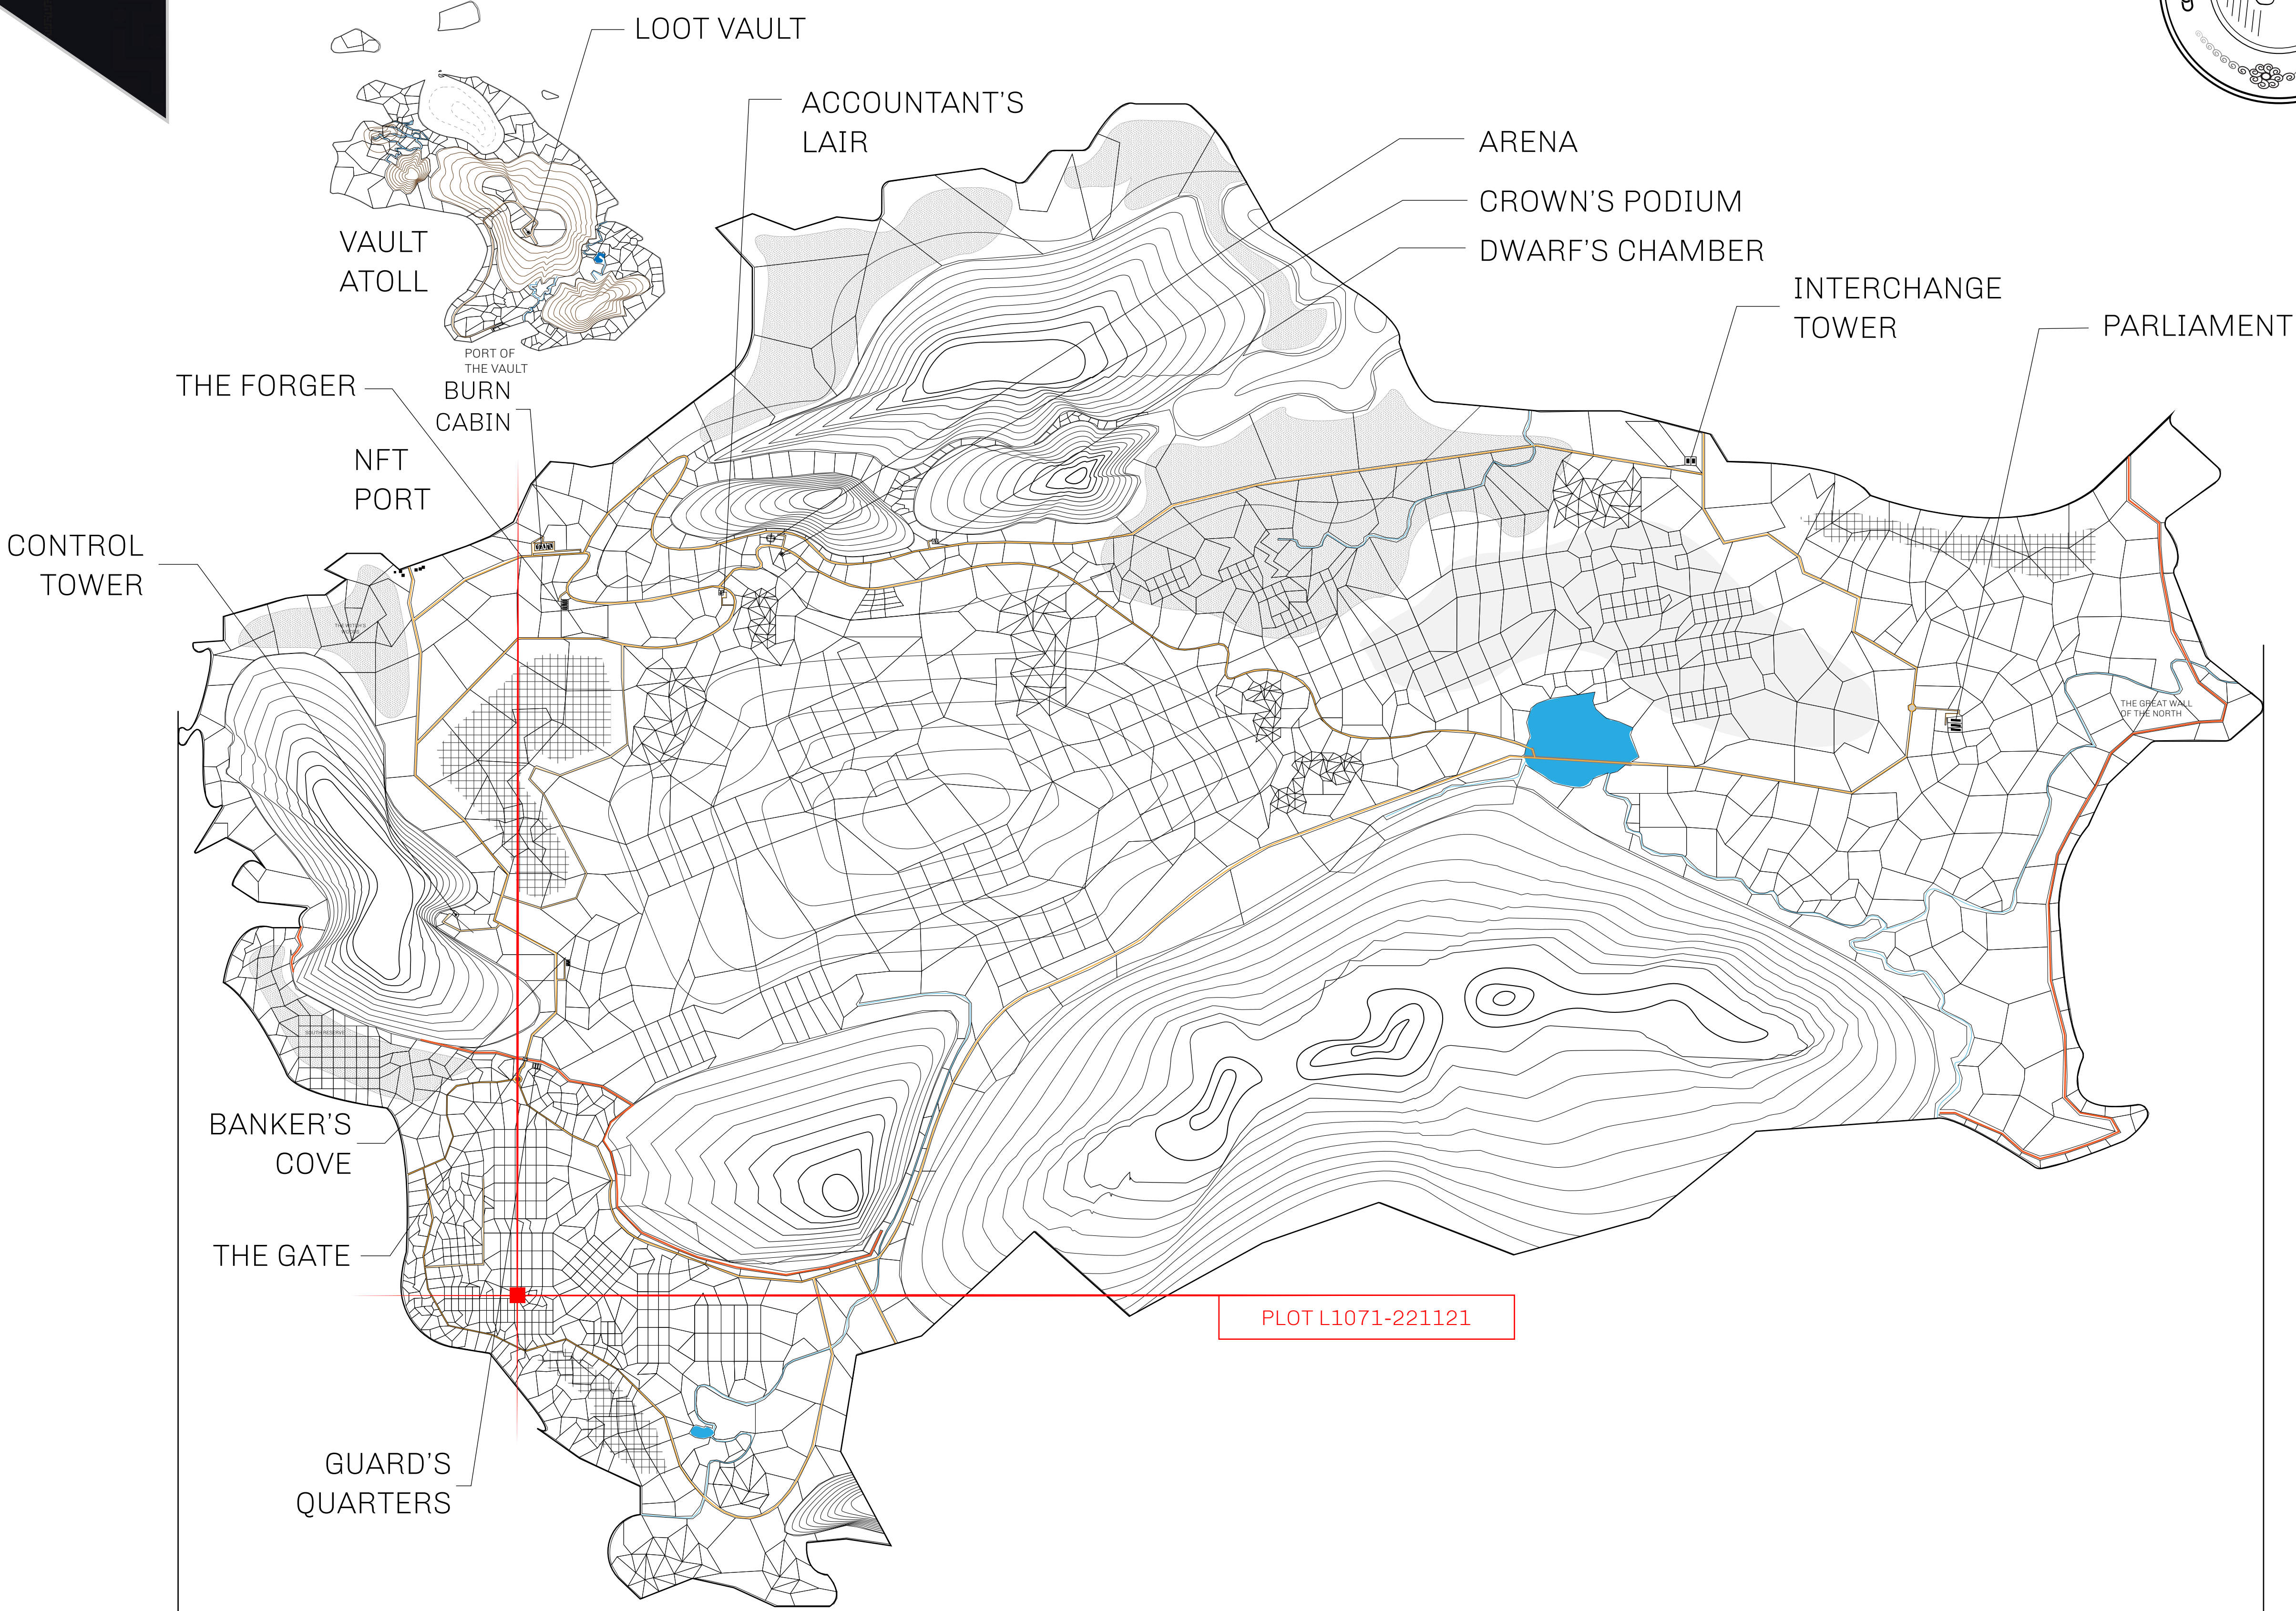 LOOT VAULT
ACCOUNTANT'S
LAIR
ARENA
CROWN'S PODIUM
DWARF'S CHAMBER
VAULT
ATOLL
INTERCHANGE
TOWER
PARLIAMENT
PORT OF
THE VAULT
THE FORGER
BURN
CABIN
NFT
PORT
CONTROL
TOWER
THE GREAT WALL
OF THE NORTH
SOUTH RESERVE
BANKER'S
COVE
THE GATE
PLOT L1071-221121
GUARD'S
QUARTERS